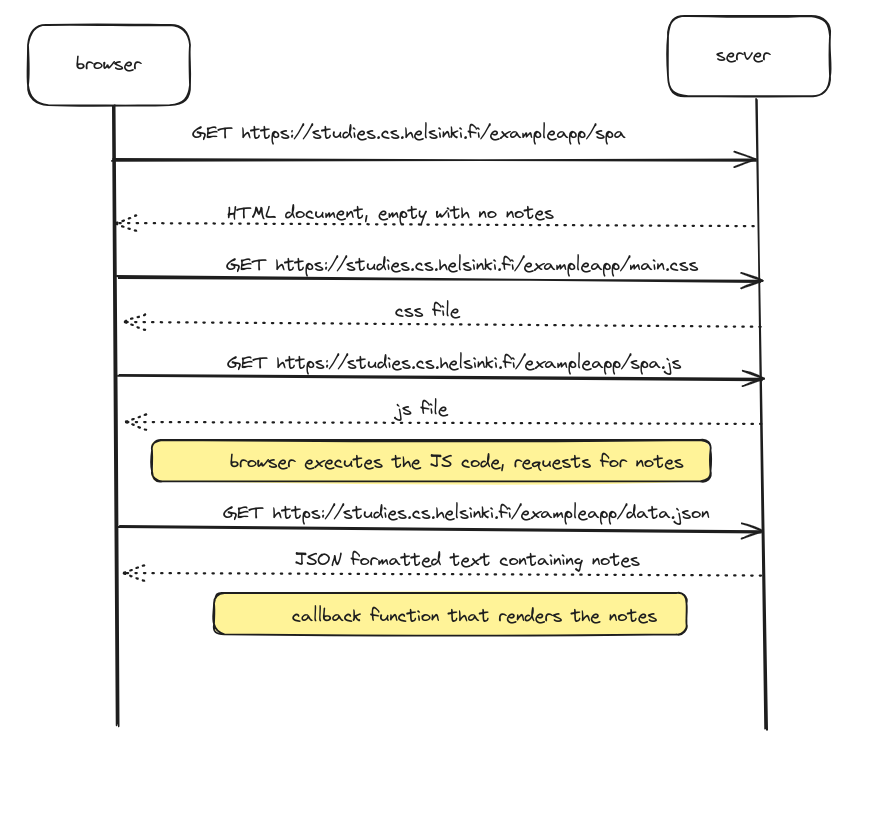 browser
server
GET https://studies.cs.helsinki.fi/exampleapp/spa
HTML document, empty with no notes
GET https://studies.cs.helsinki.fi/exampleapp/main.css
css file
GET https://studies.cs.helsinki.fi/exampleapp/spa.js
js file
browser executes the JS code, requests for notes
GET https://studies.cs.helsinki.fi/exampleapp/data.json
JSON formatted text containing notes
callback function that renders the notes